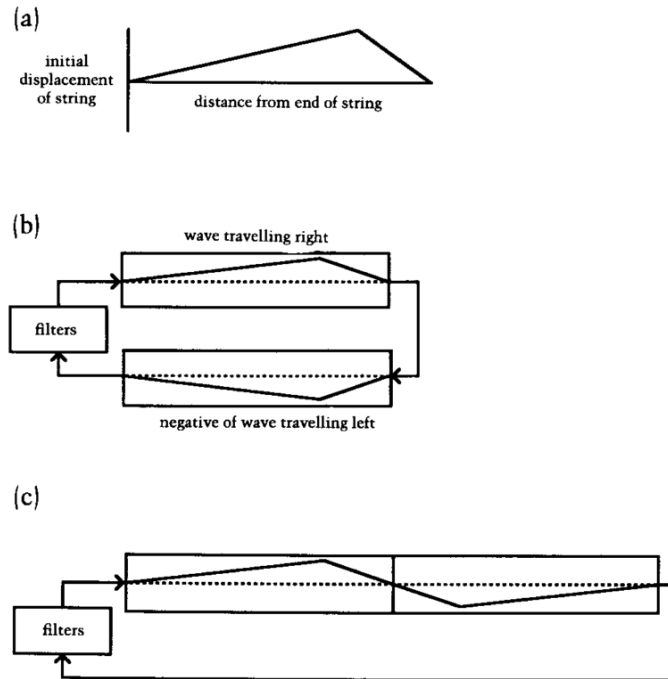 (a)
initial
displacement
of string
distance from end of string
(b)
wave travelling right
filters
negative of wave travelling left
(c)
filters